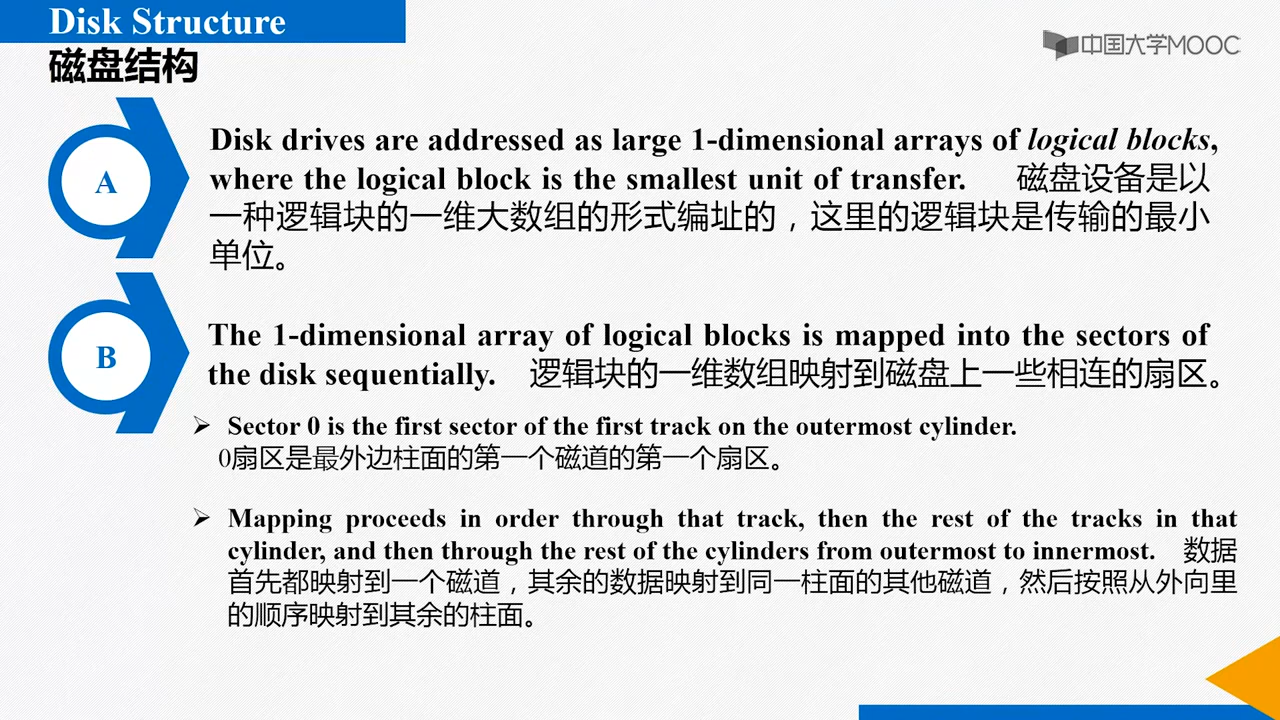 Disk Structure
磁盘结构
中国大学MOOC
A
Disk drives are addressed as large 1-dimensional arrays of logical blocks,
where the logical block is the smallest unit of transfer. 磁盘设备是以
一种逻辑块的一维大数组的形式编址的，这里的逻辑块是传输的最小
单位。
B
The 1-dimensional array of logical blocks is mapped into the sectors of
the disk sequentially. 逻辑块的一维数组映射到磁盘上一些相连的扇区。
➢ Sector 0 is the first sector of the first track on the outermost cylinder.
0扇区是最外边柱面的第一个磁道的第一个扇区。
➢ Mapping proceeds in order through that track, then the rest of the tracks in that
cylinder, and then through the rest of the cylinders from outermost to innermost. 数据
首先都映射到一个磁道，其余的数据映射到同一柱面的其他磁道，然后按照从外向里
的顺序映射到其余的柱面。